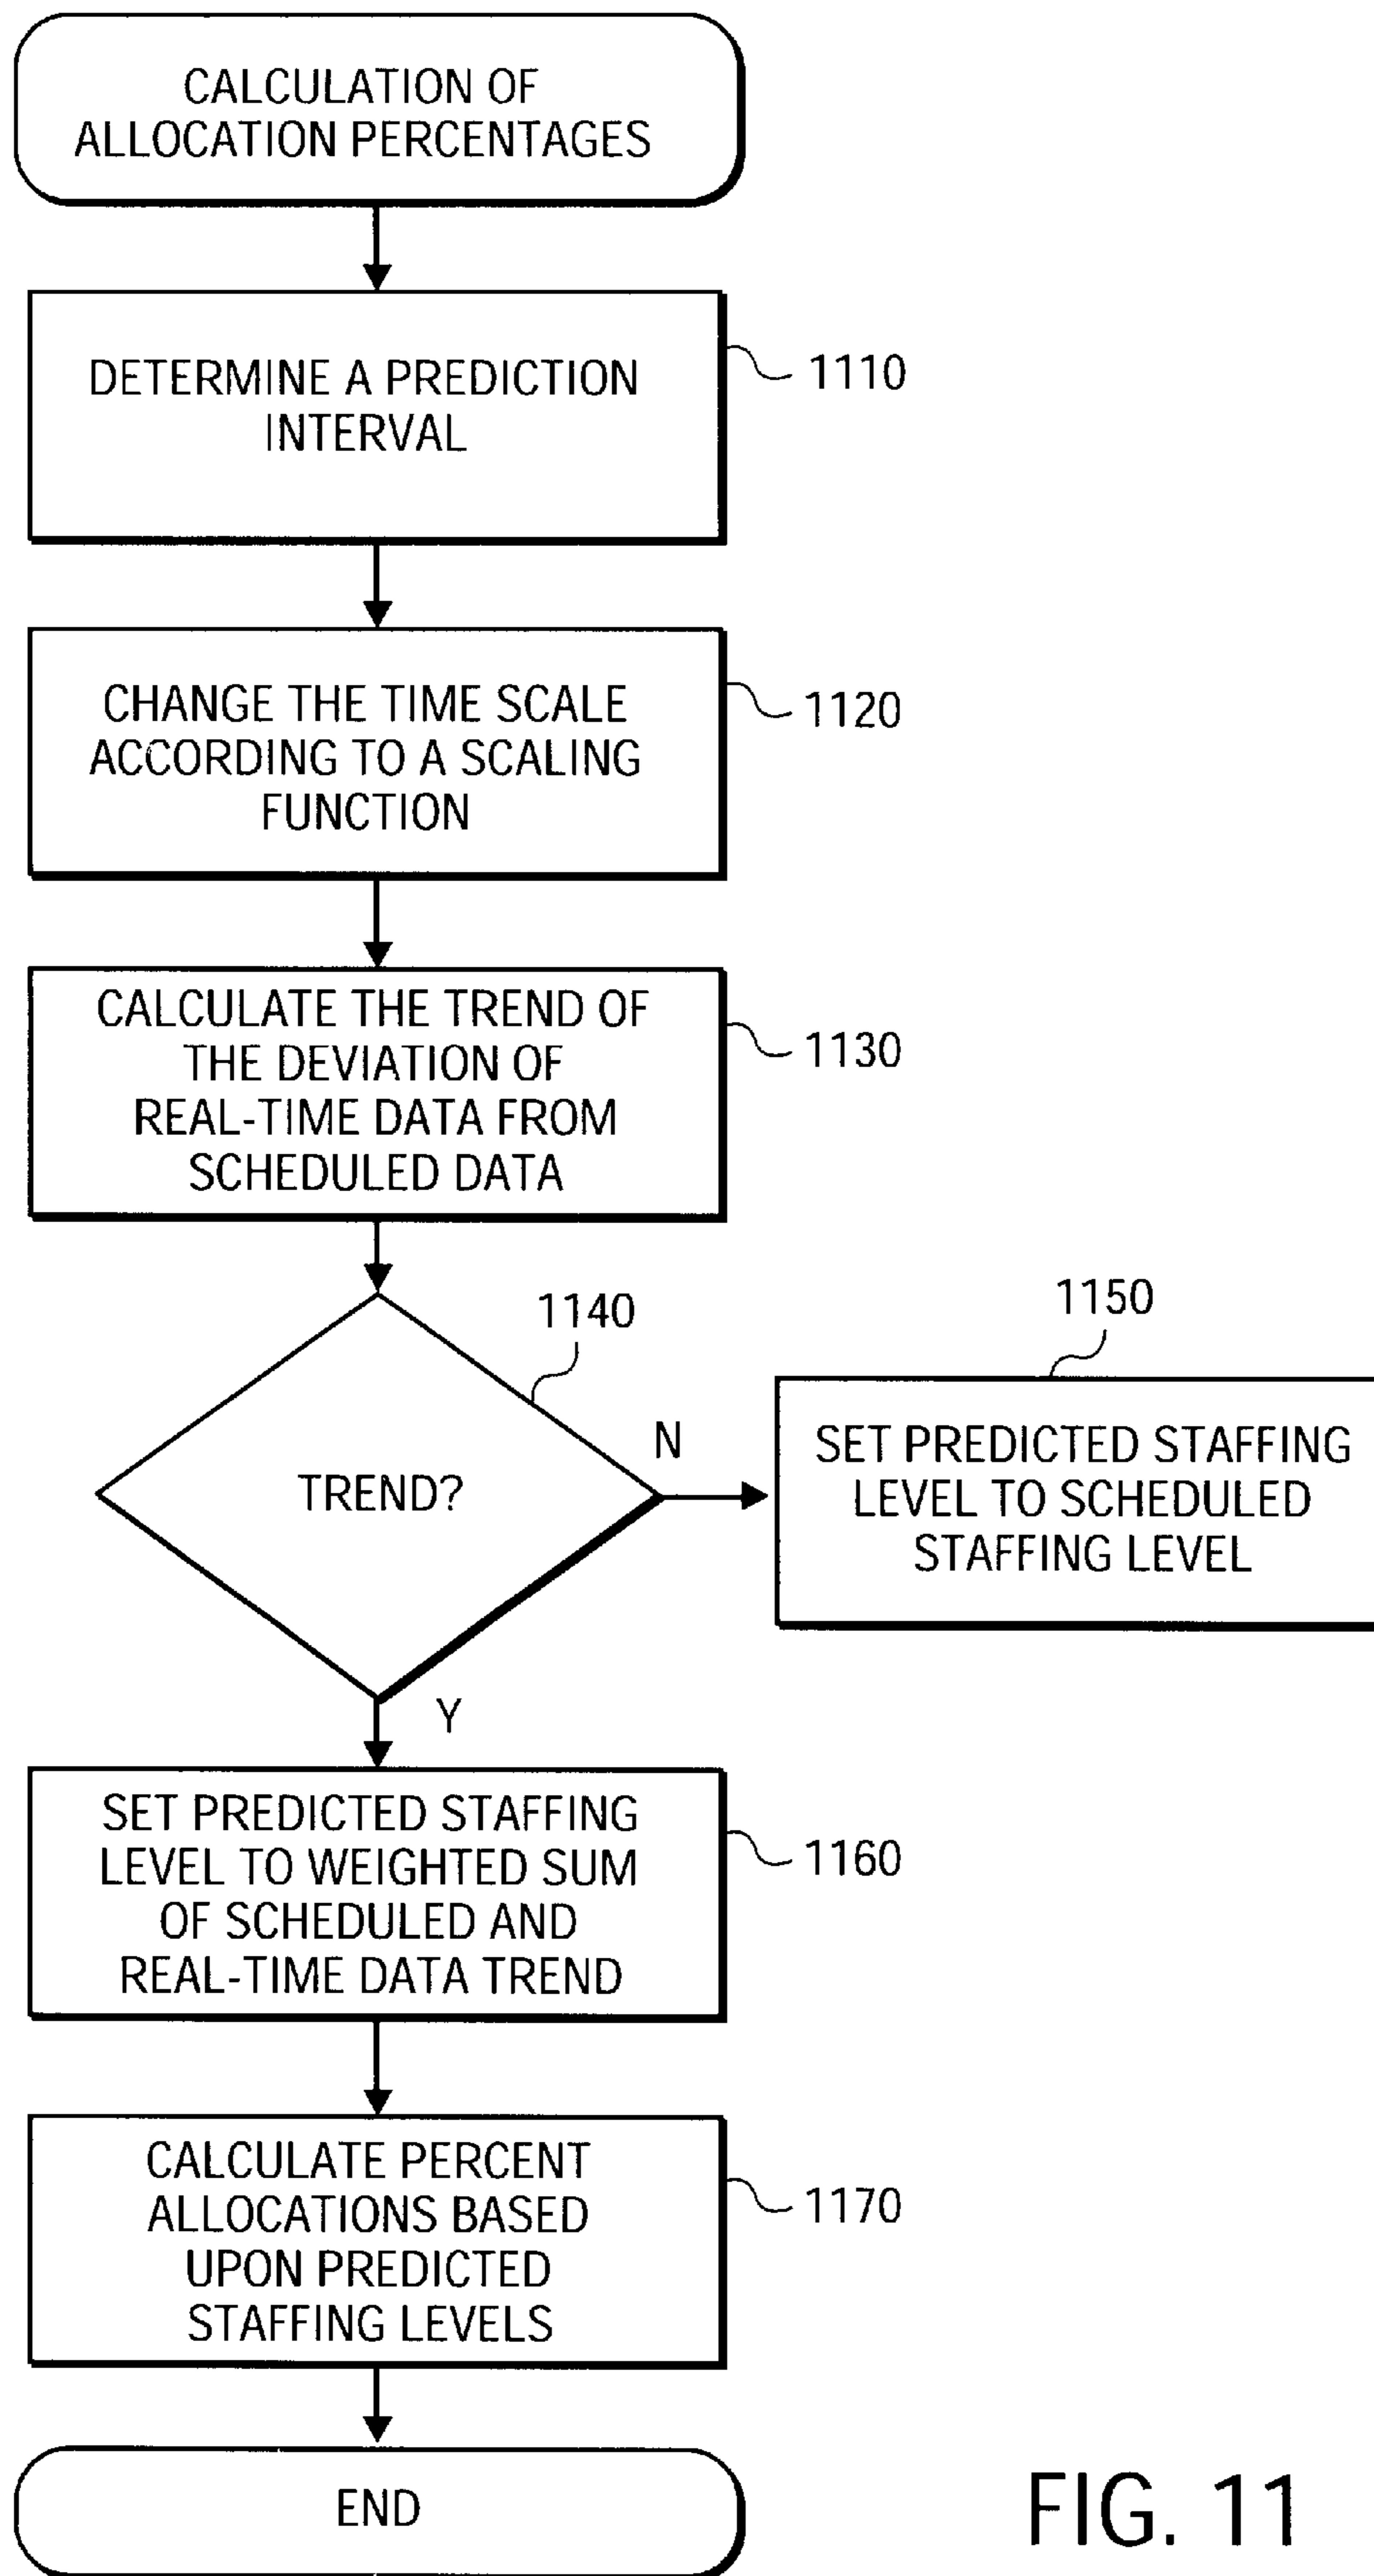 CALCULATION OF
ALLOCATION PERCENTAGES
DETERMINE A PREDICTION
INTERVAL
1110
CHANGE THE TIME SCALE
ACCORDING TO A SCALING
FUNCTION
1120
CALCULATE THE TREND OF
THE DEVIATION OF
REAL-TIME DATA FROM
SCHEDULED DATA
1130
1140
TREND?
N
Y
1150
SET PREDICTED STAFFING
LEVEL TO SCHEDULED
STAFFING LEVEL
SET PREDICTED STAFFING
LEVEL TO WEIGHTED SUM
OF SCHEDULED AND
REAL-TIME DATA TREND
1160
CALCULATE PERCENT
ALLOCATIONS BASED
UPON PREDICTED
STAFFING LEVELS
1170
END
FIG. 11